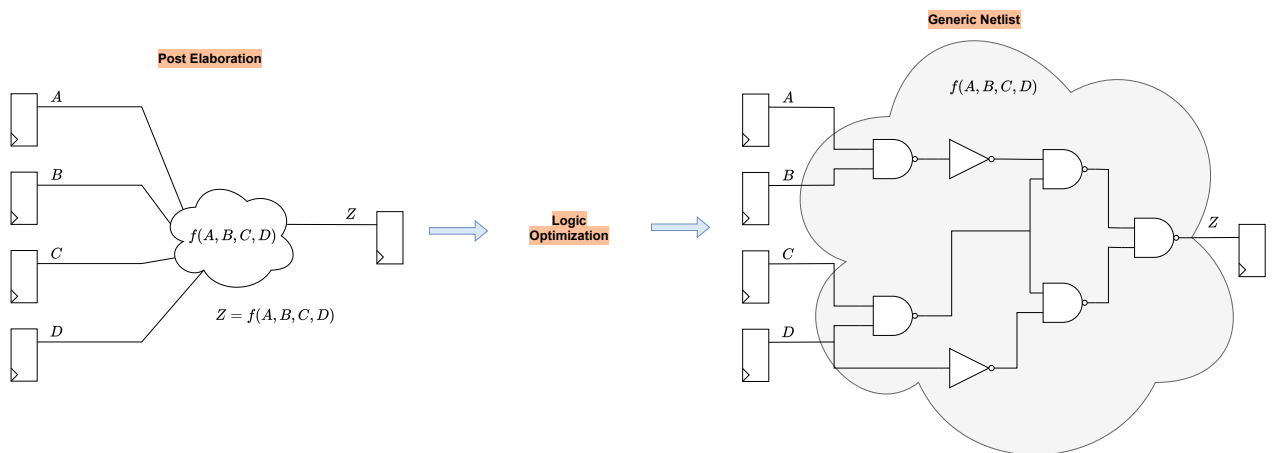 Generic Netlist
Post Elaboration
f(A, B, C, D)
A
B
C
D
f(A, B, C, D)
Z
Z = f(A, B, C, D)
Logic
Optimization
A
B
C
D
Z